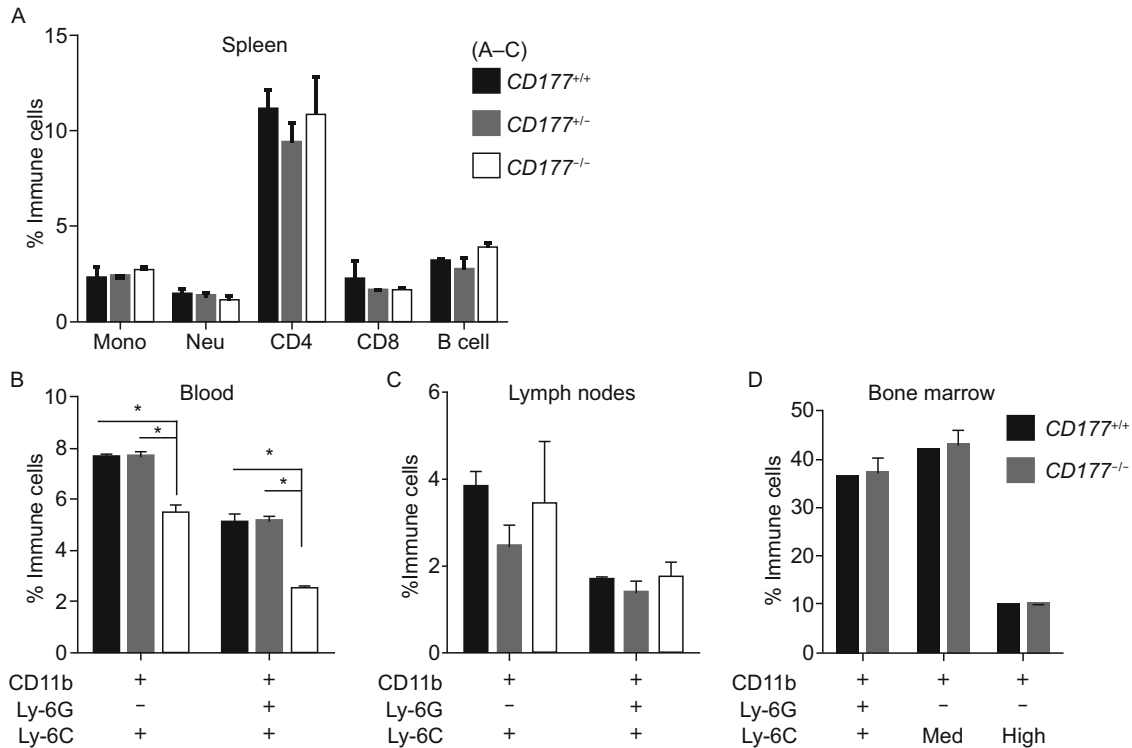 A
Spleen
(A–C)
CD177+/+
CD177+/–
CD177–/–
% Immune cells
15
10
5
0
Mono Neu CD4 CD8 B cell
B
Blood
% Immune cells
10
8
6
4
2
0
*
*
*
*
CD11b + +
Ly-6G – +
Ly-6C + +
C
Lymph nodes
%Immune cells
6
4
2
0
CD11b + +
Ly-6G – +
Ly-6C + +
D
Bone marrow
CD177+/+
CD177–/–
% Immune cells
50
40
30
20
10
0
CD11b + + +
Ly-6G + – –
Ly-6C + Med High